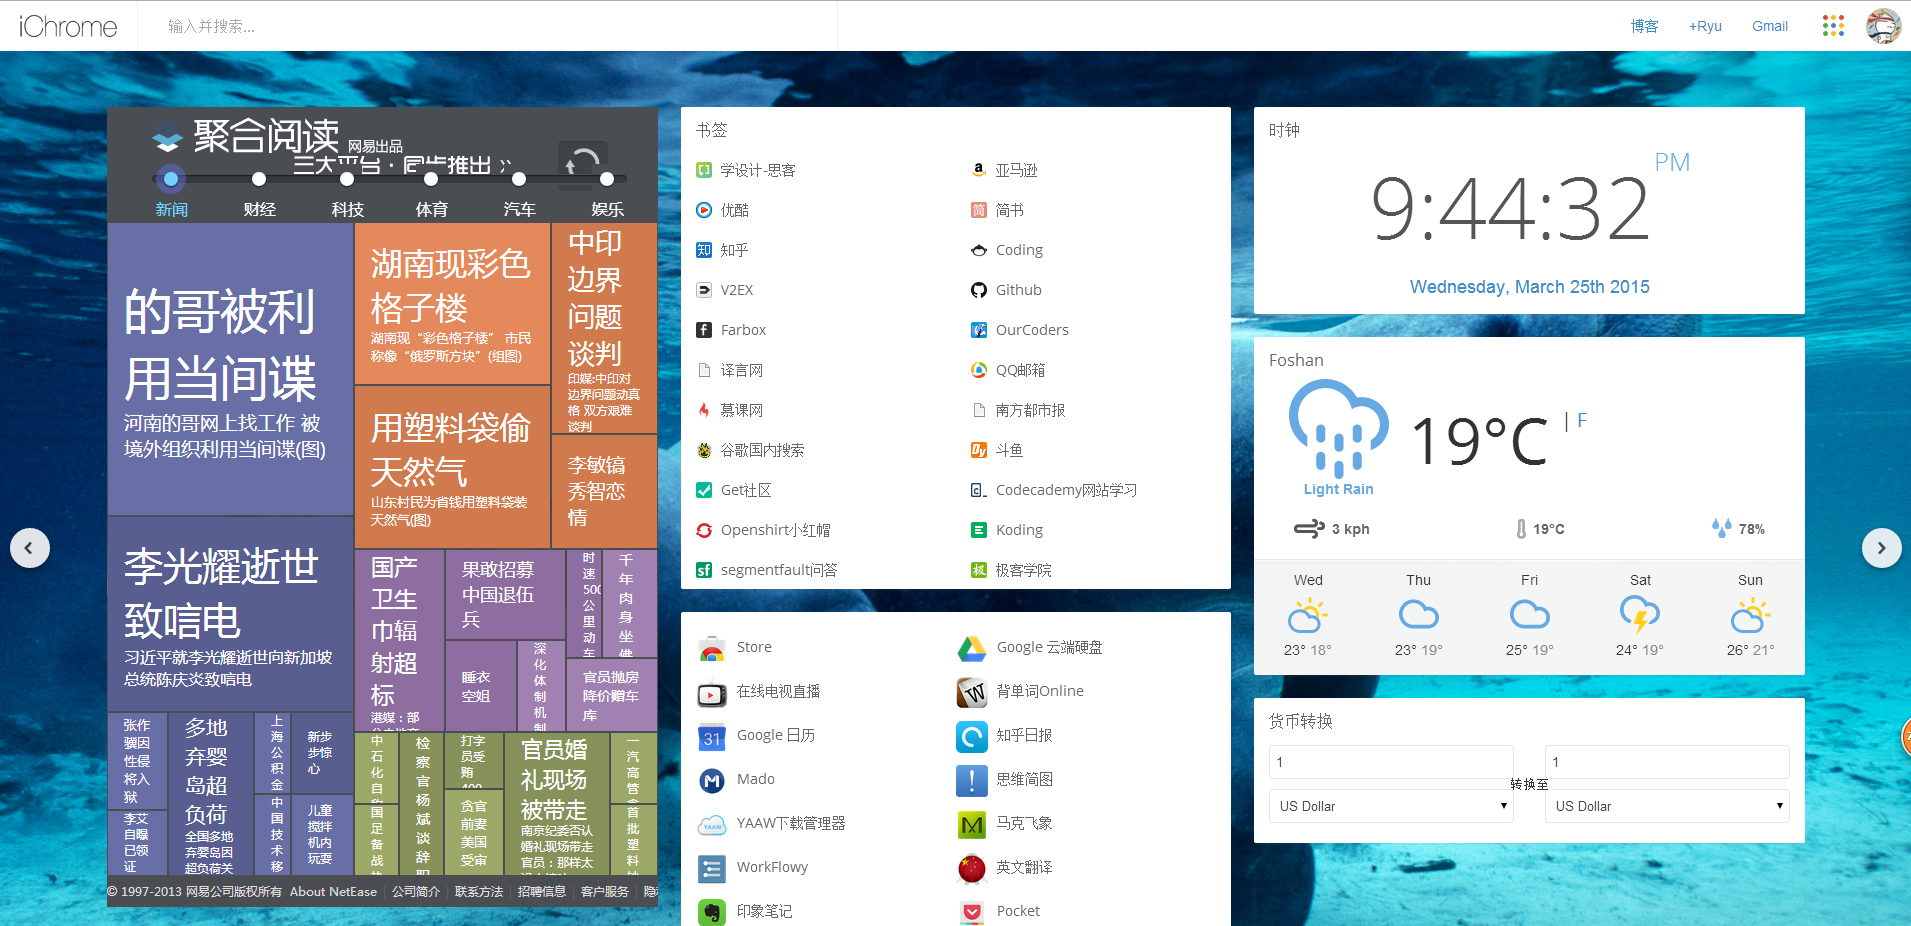 iChrome
输入并搜索...
博客
+Ryu
Gmail
聚合阅读 网易出品
三大平台·同步推出 »
新闻
财经
科技
体育
汽车
娱乐
的哥被利
用当间谍
河南的哥网上找工作 被
境外组织利用当间谍(图)
李光耀逝世
致唁电
习近平就李光耀逝世向新加坡
总统陈庆炎致唁电
张作
骥因
性侵
将入
狱
李艾
自曝
已领
证
多地
弃婴
岛超
负荷
全国多地
弃婴岛因
超负荷关
上
海
公
积
金
中
国
技
术
移
新步
步惊
心
儿童
搅拌
机内
玩耍
湖南现彩色
格子楼
湖南现“彩色格子楼” 市民
称像“俄罗斯方块”(组图)
用塑料袋偷
天然气
山东村民为省钱用塑料袋装
天然气(图)
中印
边界
问题
谈判
印媒:中印对
边界问题动真
格 双方艰难
谈判
李敏镐
秀智恋
情
国产
卫生
巾辐
射超
标
港媒：部
果敢招募
中国退伍
兵
睡衣
空姐
深
化
体
制
机
制
时
速
500
公
里
动
车
千
年
肉
身
坐
佛
官员抛房
降价赠车
库
中
石
化
自
国
足
备
战
检
察
官
杨
斌
谈
辞
职
打字
员受
贿
贪官
前妻
美国
受审
官员婚
礼现场
被带走
南京纪委否认
婚礼现场带走
官员：那样太
一
汽
高
管
首
批
塑
料
© 1997-2013 网易公司版权所有 About NetEase 公司简介 联系方法 招聘信息 客户服务
书签
学设计-思客
亚马逊
优酷
简书
知乎
Coding
V2EX
Github
Farbox
OurCoders
译言网
QQ邮箱
慕课网
南方都市报
谷歌国内搜索
斗鱼
Get社区
Codecademy网站学习
Openshirt小红帽
Koding
segmentfault问答
极客学院
Store
Google 云端硬盘
在线电视直播
背单词Online
Google 日历
知乎日报
Mado
思维简图
YAAW下载管理器
马克飞象
WorkFlowy
英文翻译
印象笔记
Pocket
时钟
9:44:32 PM
Wednesday, March 25th 2015
Foshan
19°C | F
Light Rain
3 kph
19°C
78%
Wed
Thu
Fri
Sat
Sun
23° 18°
23° 19°
25° 19°
24° 19°
26° 21°
货币转换
1
1
转换至
US Dollar
US Dollar